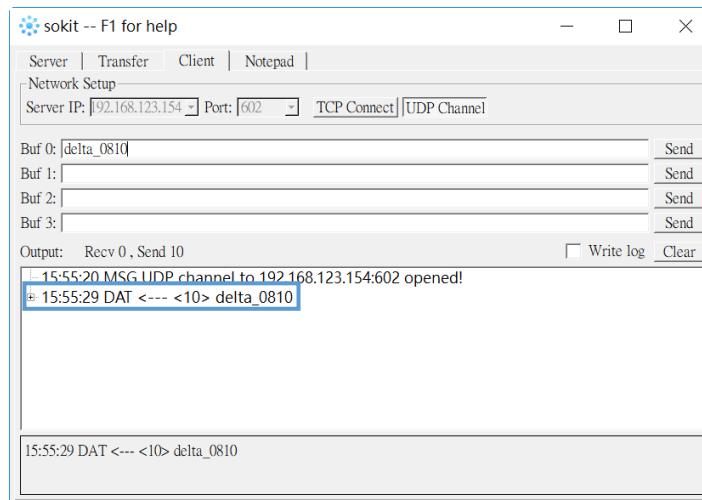 sokit -- F1 for help
Server | Transfer Client | Notepad |
Network Setup
Server IP: 192.168.123.154 Port: 602 TCP Connect UDP Channel
Buf 0: delta_0810 Send
Buf 1: Send
Buf 2: Send
Buf 3: Send
Output: Recv 0 , Send 10 Write log Clear
15:55:20 MSG UDP channel to 192.168.123.154:602 opened!
15:55:29 DAT <--- <10> delta_0810
15:55:29 DAT <--- <10> delta_0810